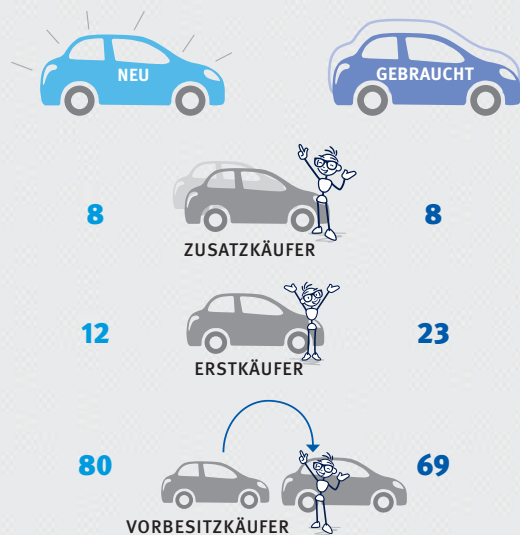 NEU GEBRAUCHT
8 8
ZUSATZKÄUFER
12 23
ERSTKÄUFER
80 69
VORBESITZKÄUFER